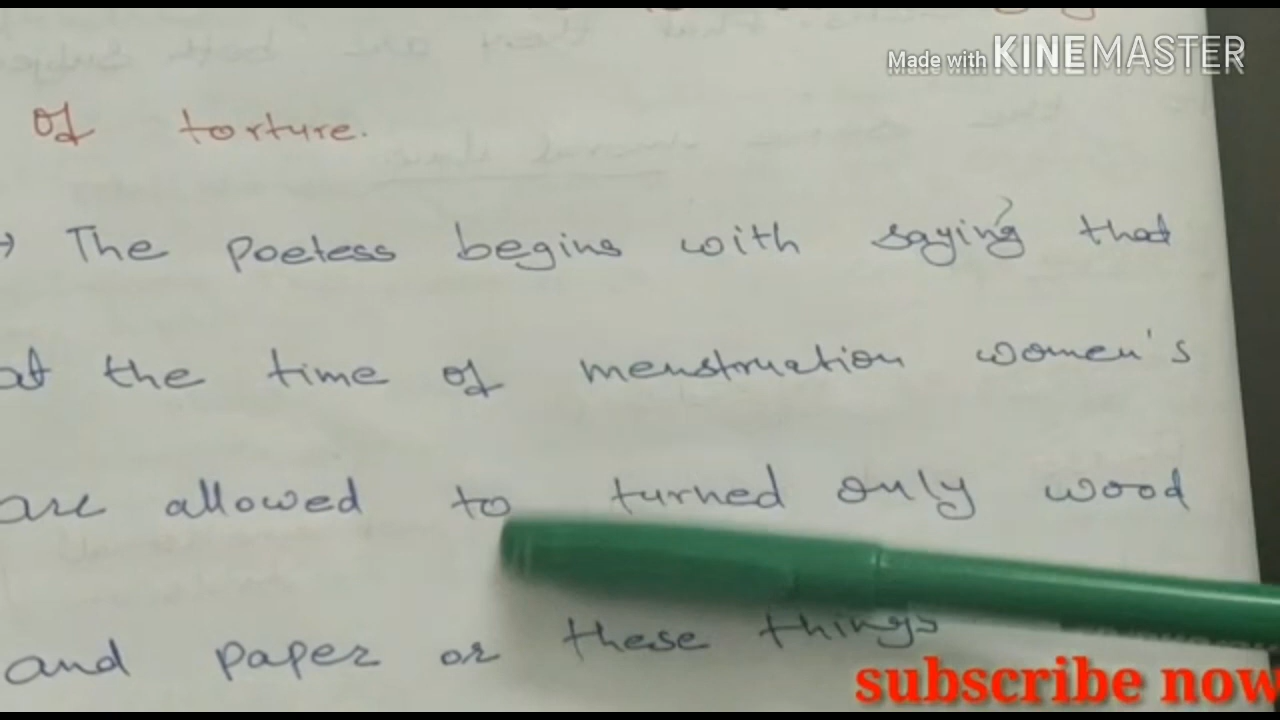 Made with KINEMASTER
of torture.
→ The poetess begins with saying that
at the time of menstruation women's
are allowed to turned only wood
and paper or these things
subscribe now